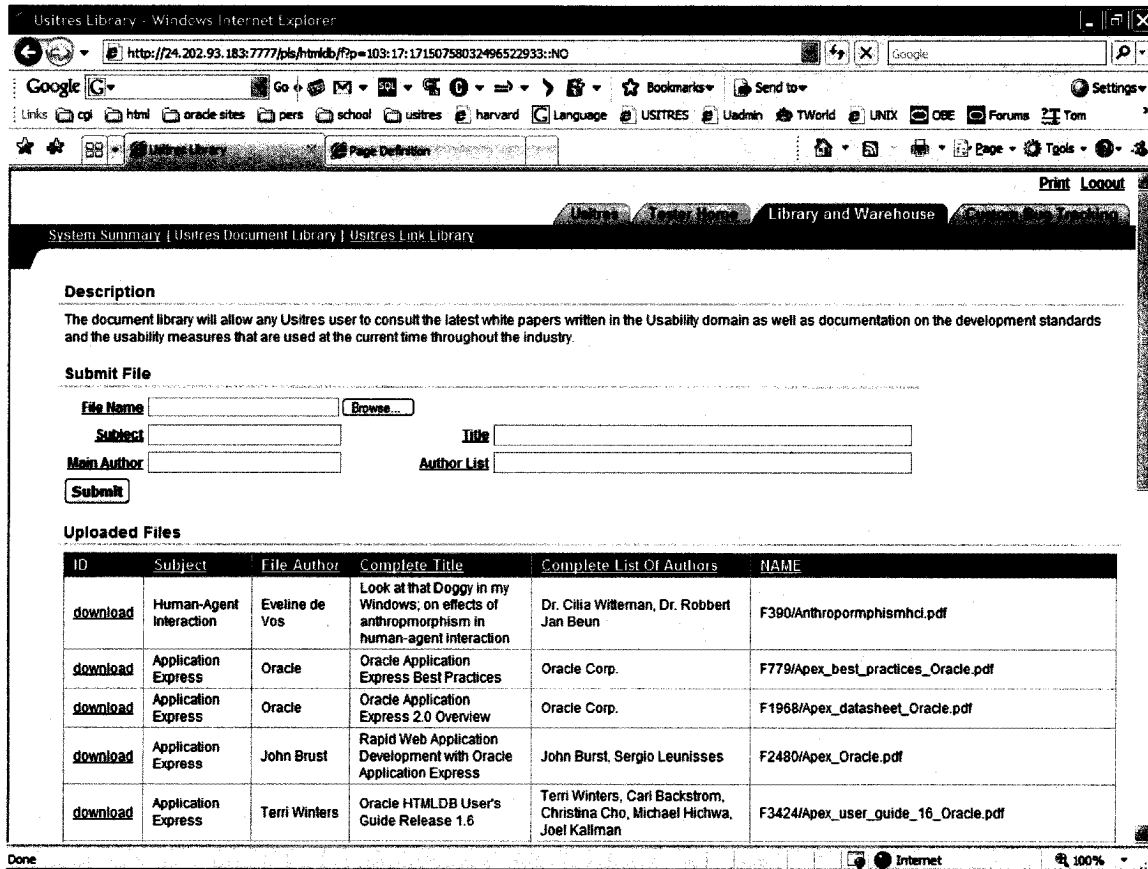 Usitres Library - Windows Internet Explorer
http://24.202.93.183:7777/pls/htmldb/f?p=103:17:17150758032496522933::NO
Google
Google G
Go
SQL
Bookmarks
Send to
Settings
Links cgi html oracle sites pers school usitres harvard Language USITRES Uadmin TWorld UNIX OBE Forums Tom
Usitres Library
Page Definition
Page Tools
Print Logout
Usitres Tester Home Library and Warehouse Custom Bug Tracking
System Summary | Usitres Document Library | Usitres Link Library
Description
The document library will allow any Usitres user to consult the latest white papers written in the Usability domain as well as documentation on the development standards
and the usability measures that are used at the current time throughout the industry.
Submit File
File Name Browse...
Subject Title
Main Author Author List
Submit
Uploaded Files
ID Subject File Author Complete Title Complete List Of Authors NAME
download
Human-Agent
Interaction
Eveline de
Vos
Look at that Doggy in my
Windows; on effects of
anthropmorphism in
human-agent interaction
Dr. Cilia Witteman, Dr. Robbert
Jan Beun
F390/Anthropormphismhci.pdf
download
Application
Express
Oracle
Oracle Application
Express Best Practices
Oracle Corp.
F779/Apex_best_practices_Oracle.pdf
download
Application
Express
Oracle
Oracle Application
Express 2.0 Overview
Oracle Corp.
F1968/Apex_datasheet_Oracle.pdf
download
Application
Express
John Brust
Rapid Web Application
Development with Oracle
Application Express
John Burst, Sergio Leunisses
F2480/Apex_Oracle.pdf
download
Application
Express
Terri Winters
Oracle HTMLDB User's
Guide Release 1.6
Terri Winters, Carl Backstrom,
Christina Cho, Michael Hichwa,
Joel Kallman
F3424/Apex_user_guide_16_Oracle.pdf
Done
Internet
100%